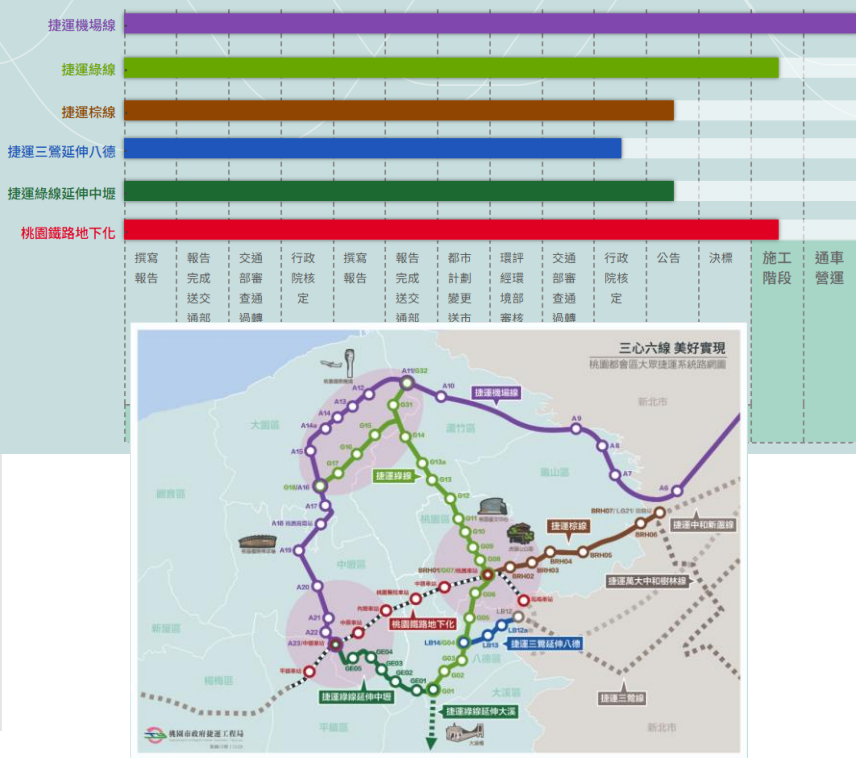 捷運機場線
捷運綠線
捷運棕線
捷運三鶯延伸八德
捷運綠線延伸中壢
桃園鐵路地下化
撰寫
報告
報告
完成
送交
通部
交通
部審
查通
過轉
行政
院核
定
撰寫
報告
報告
完成
送交
通部
都市
計劃
變更
送市
環評
經環
境部
審核
交通
部審
查通
過轉
行政
院核
定
公告
決標
施工
階段
通車
營運
三心六線 美好實現
桃園都會區大眾捷運系統路網圖
新北市
A11/G32
A12
A10
捷運機場線
A13
G31
A14
A14a
大園區
G15
G14
蘆竹區
A9
A8
G16
A15
G13a
龜山區
G17
捷運綠線
G13
A7
G18/A16
A6
觀音區
G12
A17
桃園區
G11
BRH07/LG21/
A18
G10
捷運棕線
捷運中和新蘆線
BRH06
G09
A19
中壢區
G08
BRH05
BRH04
BRH01/G07/
BRH03
BRH02
捷運萬大中和樹林線
A20
G06
LB12
A21
桃園鐵路地下化
G05
LB12a
新屋區
A22
LB14/G04
LB13
捷運三鶯延伸八德
A23/中壢車站
GE04
G03
八德區
GE05
GE03
G02
楊梅區
GE02
GE01
G01
大溪區
捷運綠線延伸中壢
捷運三鶯線
捷運綠線延伸大溪
平鎮區
新北市
桃園市政府捷運工程局